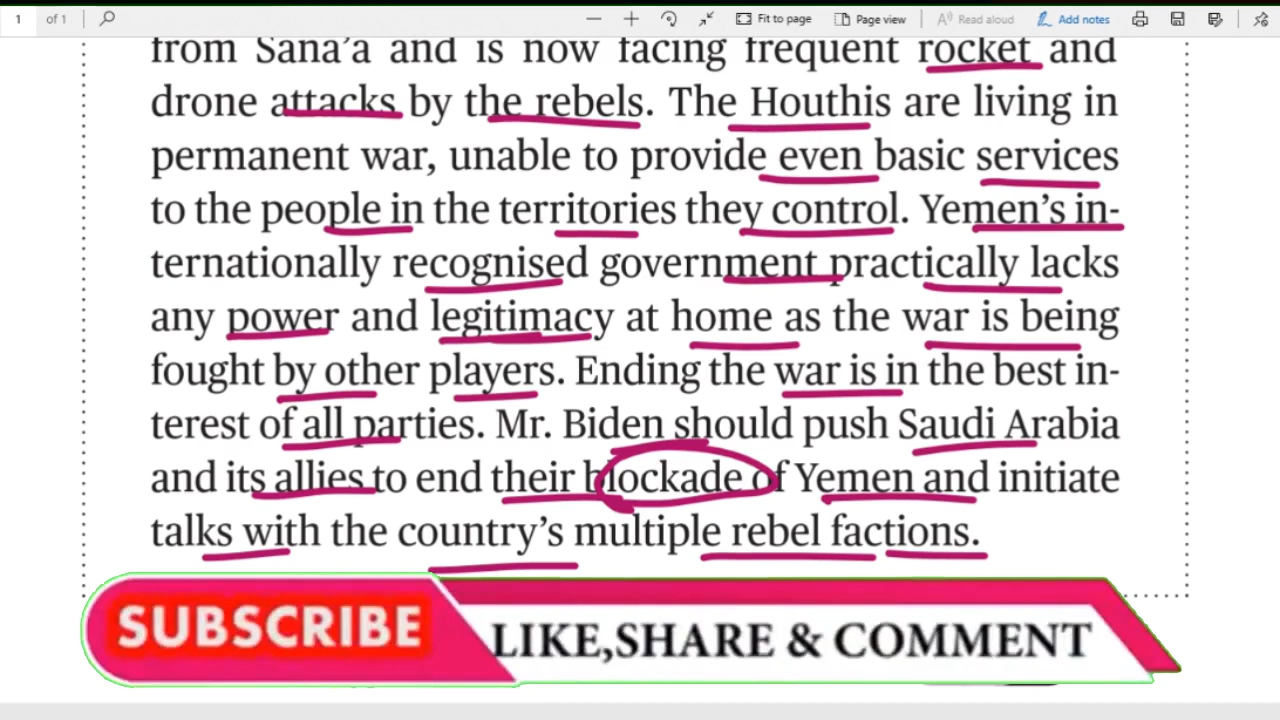 1 of 1 Fit to page Page view Read aloud Add notes
from Sana’a and is now facing frequent rocket and
drone attacks by the rebels. The Houthis are living in
permanent war, unable to provide even basic services
to the people in the territories they control. Yemen’s in-
ternationally recognised government practically lacks
any power and legitimacy at home as the war is being
fought by other players. Ending the war is in the best in-
terest of all parties. Mr. Biden should push Saudi Arabia
and its allies to end their blockade of Yemen and initiate
talks with the country’s multiple rebel factions.
SUBSCRIBE
LIKE,SHARE & COMMENT